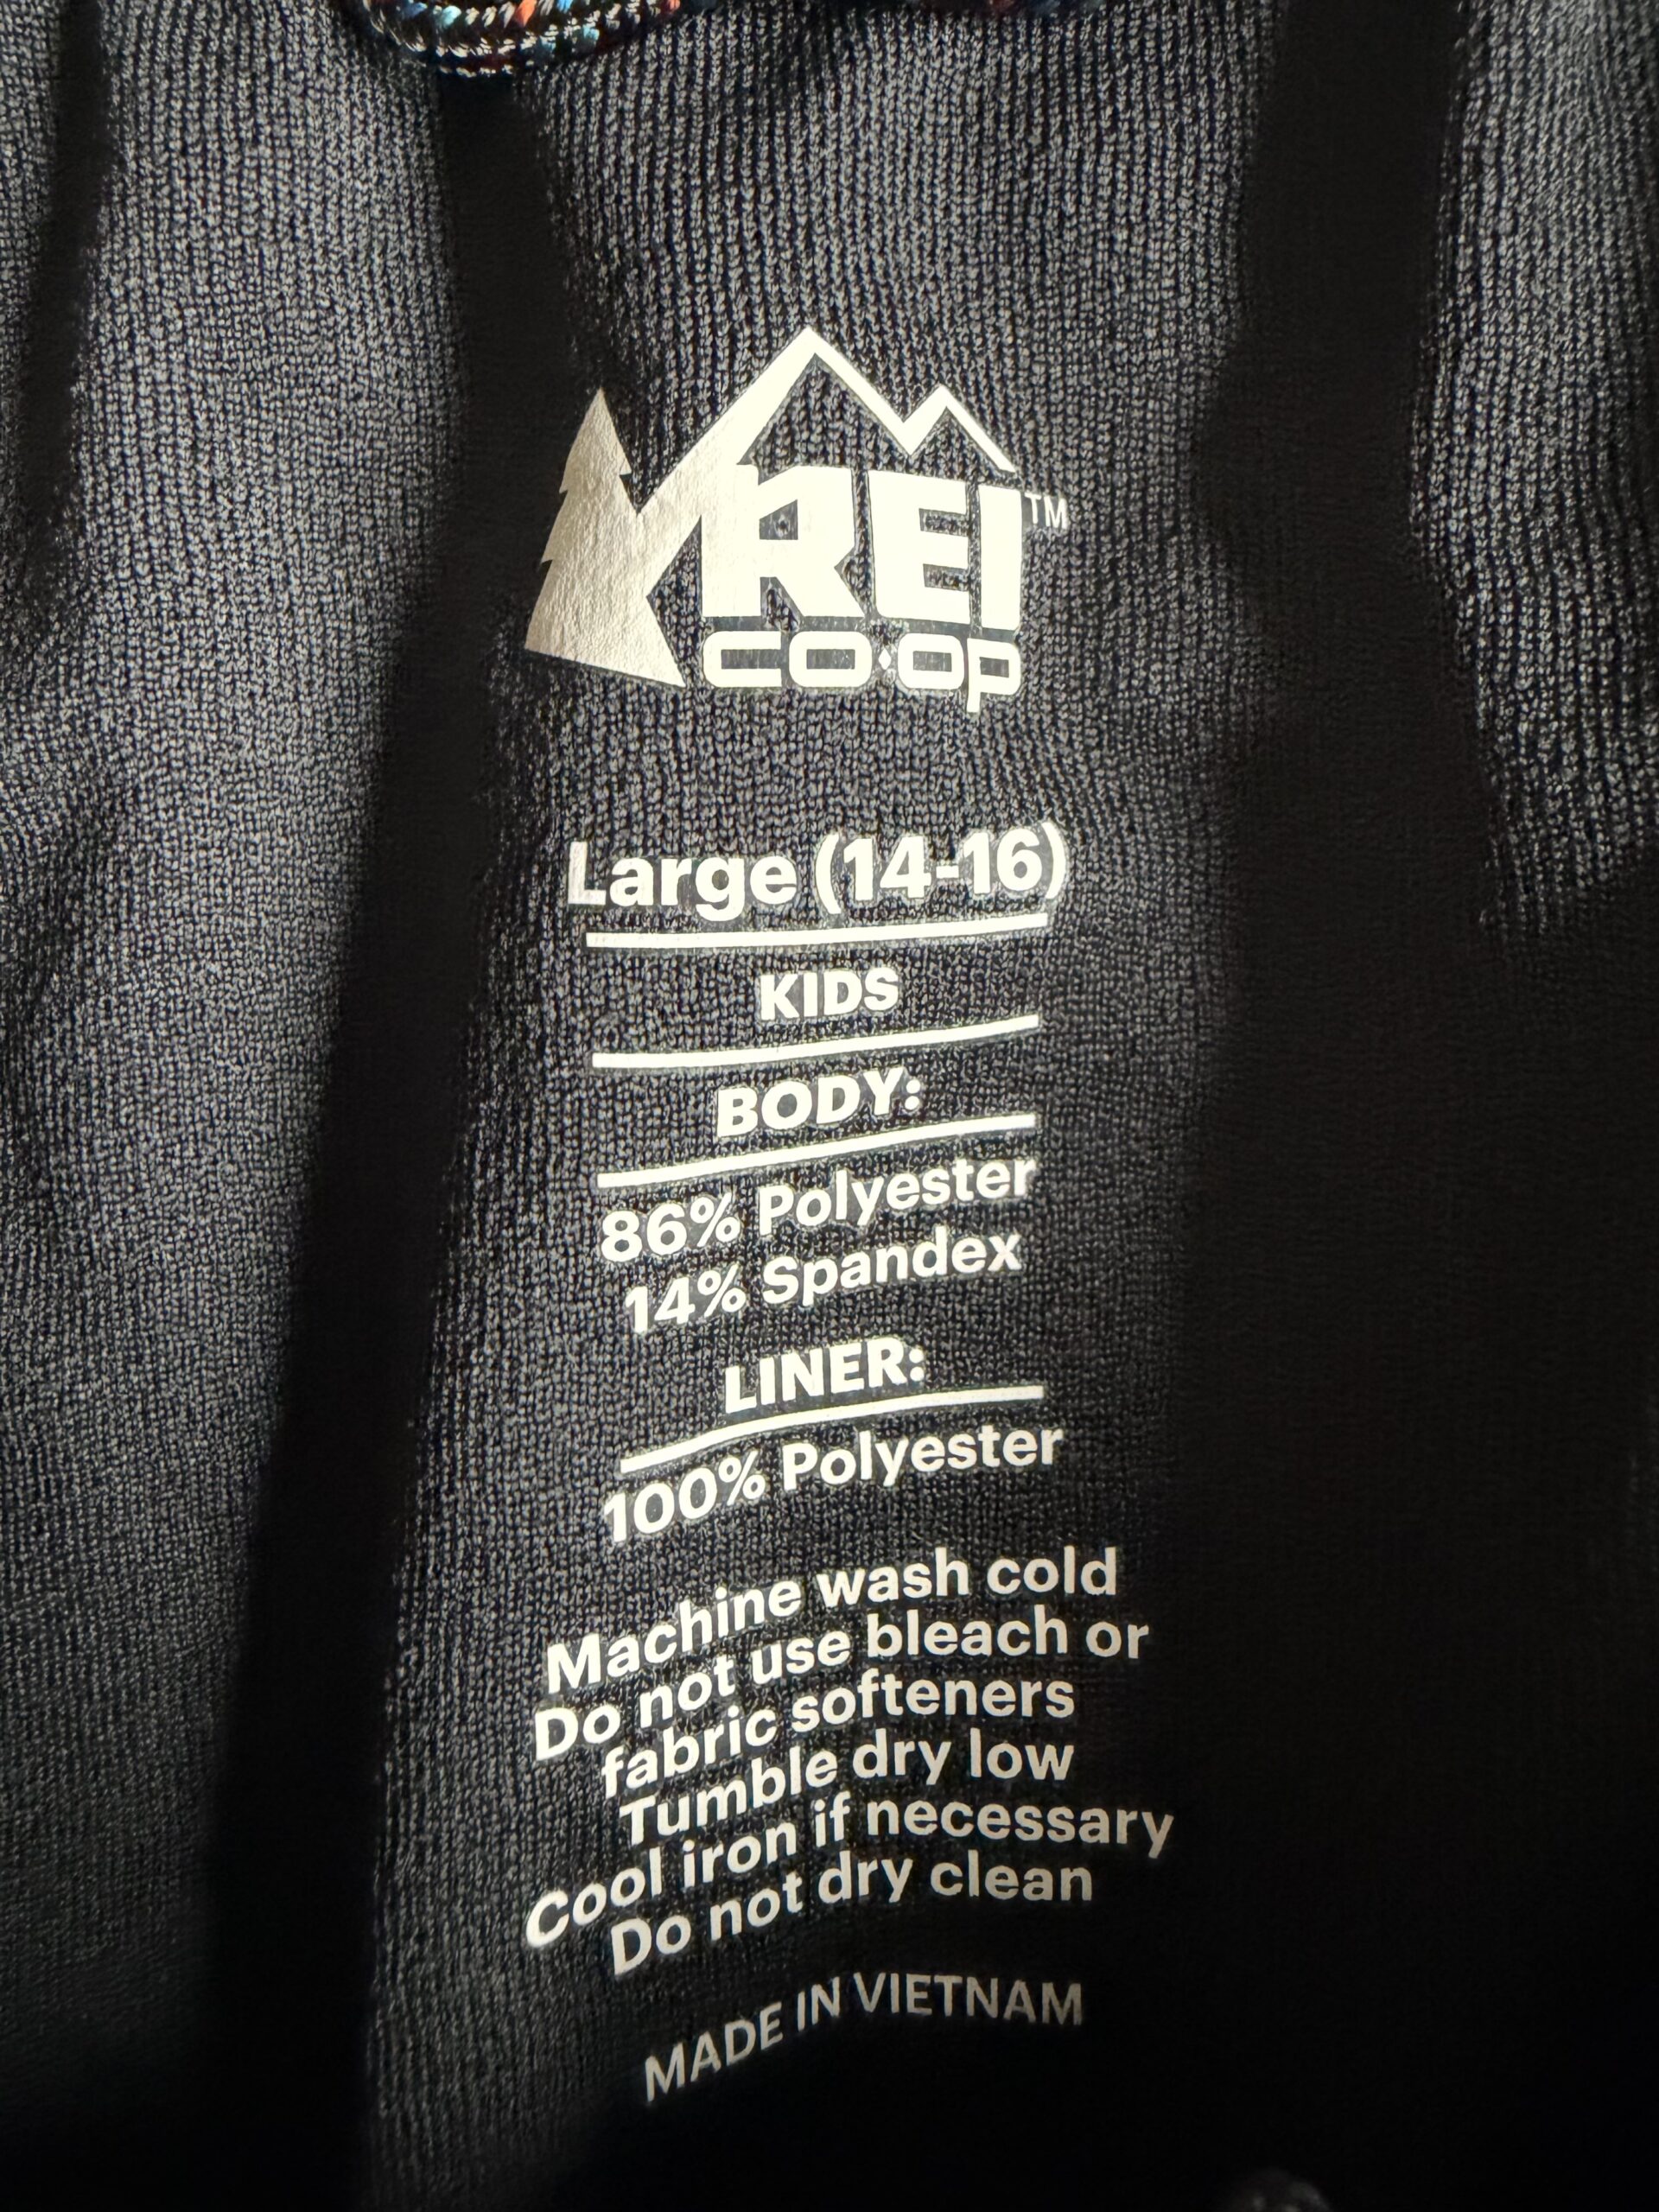 REI™
co·op
Large (14-16)
KIDS
BODY:
86% Polyester
14% Spandex
LINER:
100% Polyester
Machine wash cold
Do not use bleach or
fabric softeners
Tumble dry low
Cool iron if necessary
Do not dry clean
MADE IN VIETNAM